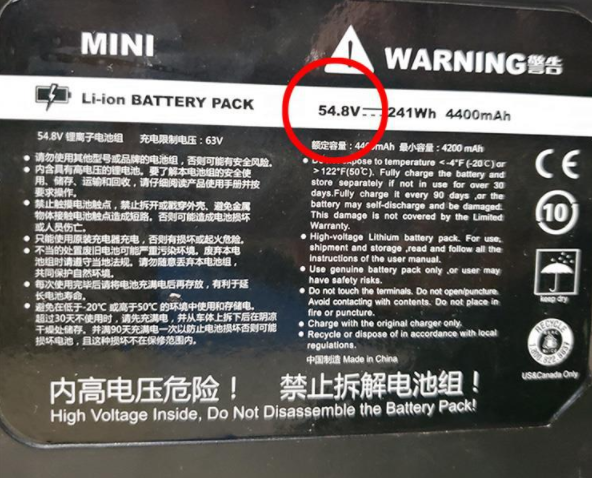 MINI
WARNING警告
Li-ion BATTERY PACK
54.8V 241Wh 4400mAh
54.8V 锂离子电池组 充电限制电压：63V
额定容量：4400mAh 最小容量：4200 mAh
● 请勿使用其他型号或品牌的电池组，否则可能有安全风险。
● 内含具有高电压的锂电池。要了解本电池组的安全使
用、储存、运输和回收，请仔细阅读产品使用手册并按
要求操作。
● 禁止触接电池触点，禁止拆开或戳穿外壳、避免金属
物体接触电池触点造成短路。否则可能造成电池损坏
或人员伤亡。
● 只能使用原装充电器充电，否则有损坏或起火危险。
● 不当的处置废旧电池可能严重污染环境。废弃本电
池组时请遵守当地法规。请勿随意丢弃本电池组，
共同保护自然环境。
● 每次使用完毕后请将电池充满电后再存放，有利于延
长电池寿命。
避免在低于-20℃ 或高于50℃ 的环境中使用和存储电.
超过30天不使用时，请先充满电，并从车体上拆下后在阴凉
干燥处储存。并满90天充满电一次以防止电池损坏否则可能
损坏电池，且这种损坏不在保修范围内。
● expose to temperature < -4°F (-20℃) or
> 122°F(50℃). Fully charge the battery and
store separately if not in use for over 30
days.Fully charge it every 90 days ,or the
battery may self-discharge and be damaged.
This damage is not covered by the Limited
Warranty.
● High-voltage Lithium battery pack. For use,
shipment and storage ,read and follow all the
instructions of the user manual.
● Use genuine battery pack only ,or user may
have safety risks.
● Do not touch the terminals. Do not open/puncture.
Avoid contacting with contents. Do not place in
fire or puncture.
● Charge with the original charger only.
● Recycle or dispose of in accordance with local
regulations.
中国制造 Made in China
CE
10
keep dry
RECYCLE
US&Canada Only
内高电压危险！ 禁止拆解电池组！
High Voltage Inside, Do Not Disassemble the Battery Pack!